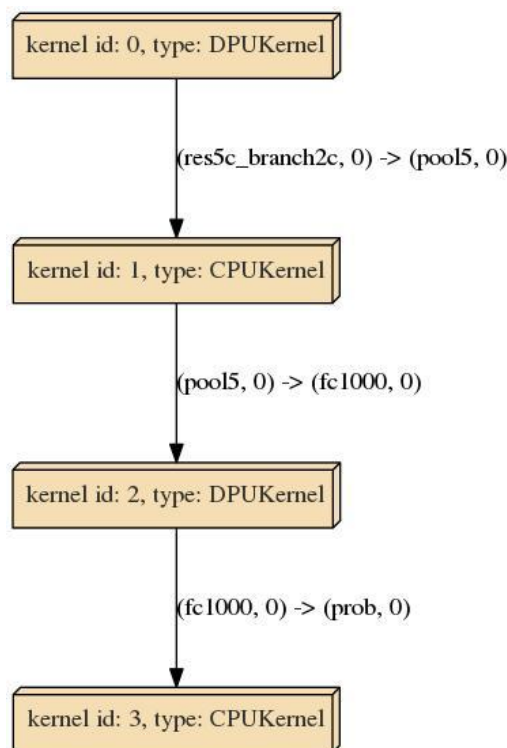 kernel id: 0, type: DPUKernel
(res5c_branch2c, 0) -> (pool5, 0)
kernel id: 1, type: CPUKernel
(pool5, 0) -> (fc1000, 0)
kernel id: 2, type: DPUKernel
(fc1000, 0) -> (prob, 0)
kernel id: 3, type: CPUKernel